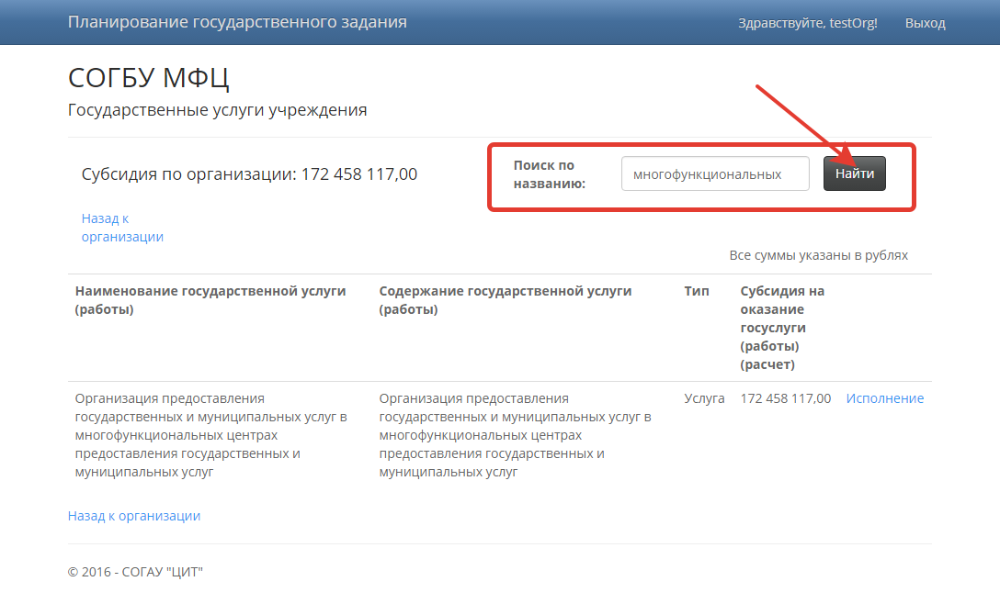 Планирование государственного задания
Здравствуйте, testOrg!
Выход
СОГБУ МФЦ
Государственные услуги учреждения
Субсидия по организации: 172 458 117,00
Поиск по
названию:
многофункциональных
Найти
Назад к
организации
Все суммы указаны в рублях
Наименование государственной услуги
(работы)
Содержание государственной услуги
(работы)
Тип
Субсидия на
оказание
госуслуги
(работы)
(расчет)
Организация предоставления
государственных и муниципальных услуг в
многофункциональных центрах
предоставления государственных и
муниципальных услуг
Организация предоставления
государственных и муниципальных услуг в
многофункциональных центрах
предоставления государственных и
муниципальных услуг
Услуга
172 458 117,00
Исполнение
Назад к организации
© 2016 - СОГАУ "ЦИТ"